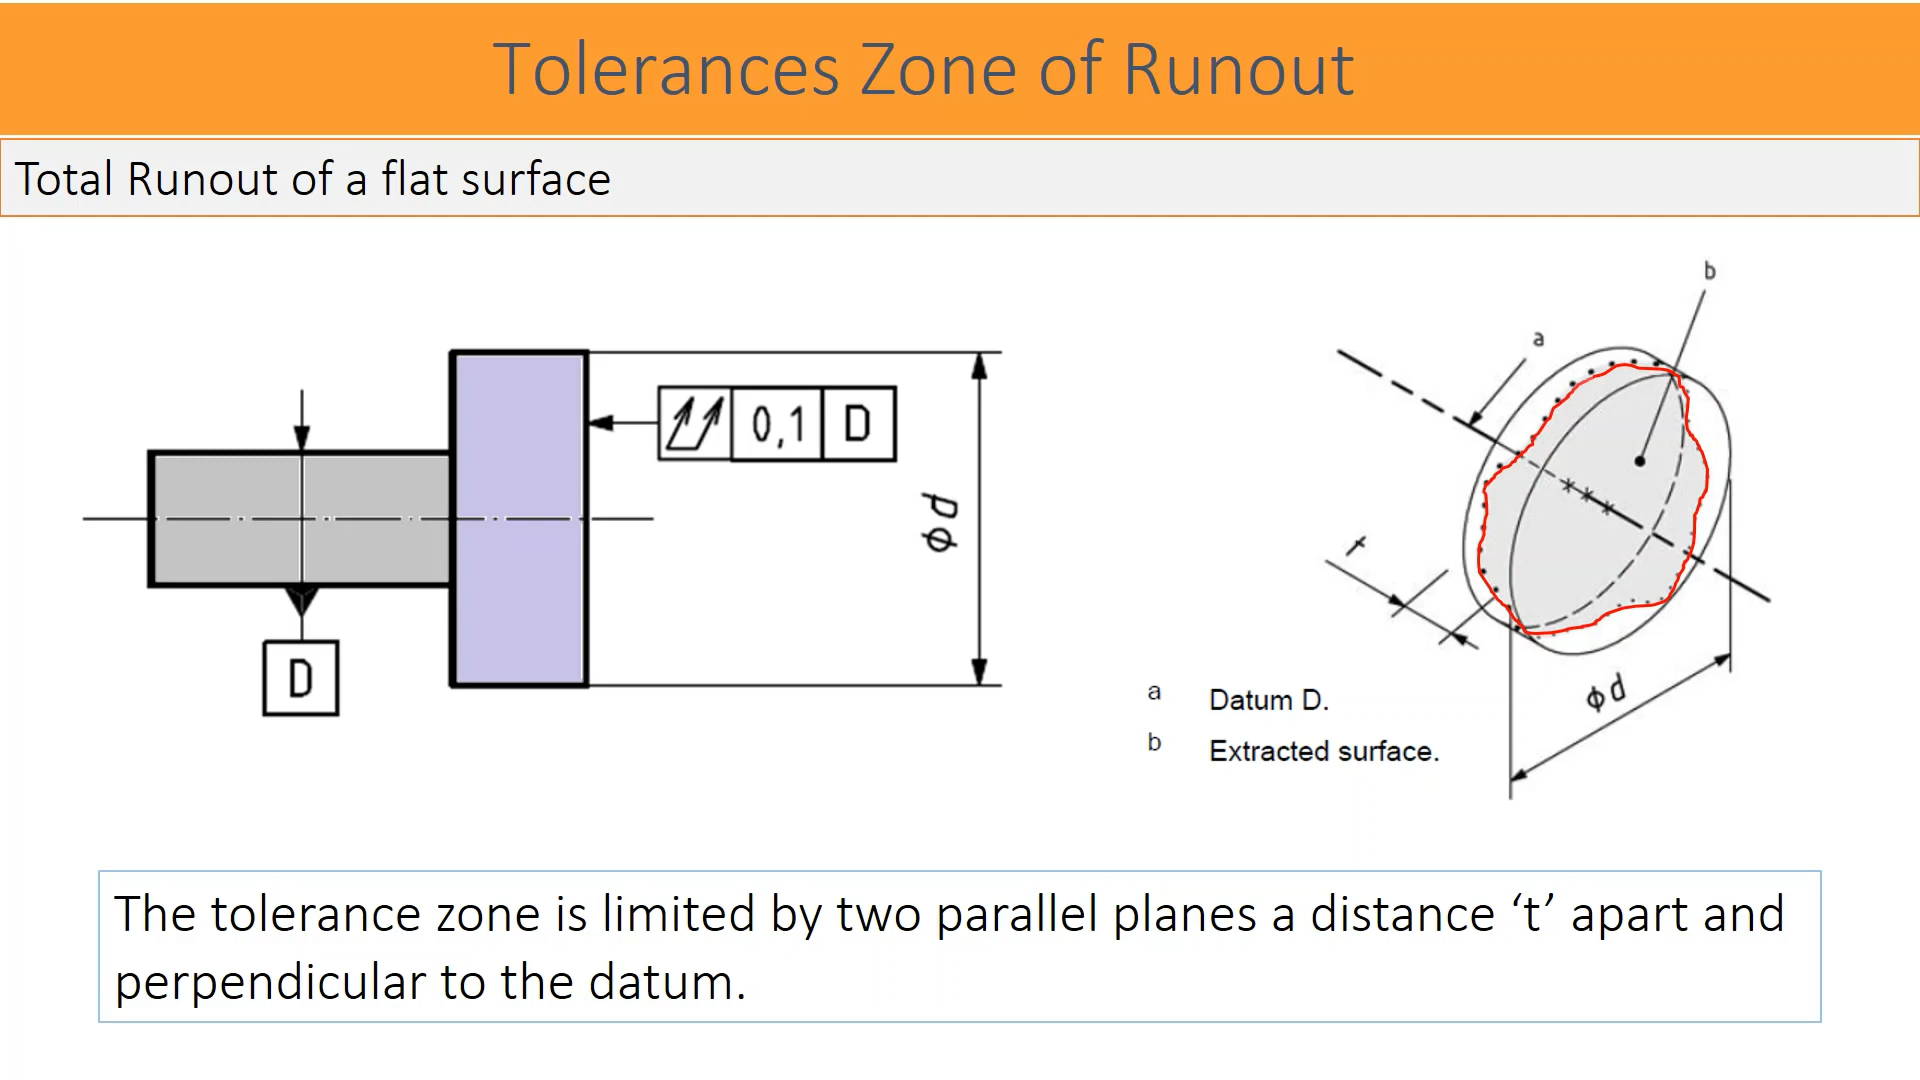 Tolerances Zone of Runout
Total Runout of a flat surface
0,1 D
D
ϕd
a
b
t
ϕd
a Datum D.
b Extracted surface.
The tolerance zone is limited by two parallel planes a distance ‘t’ apart and
perpendicular to the datum.